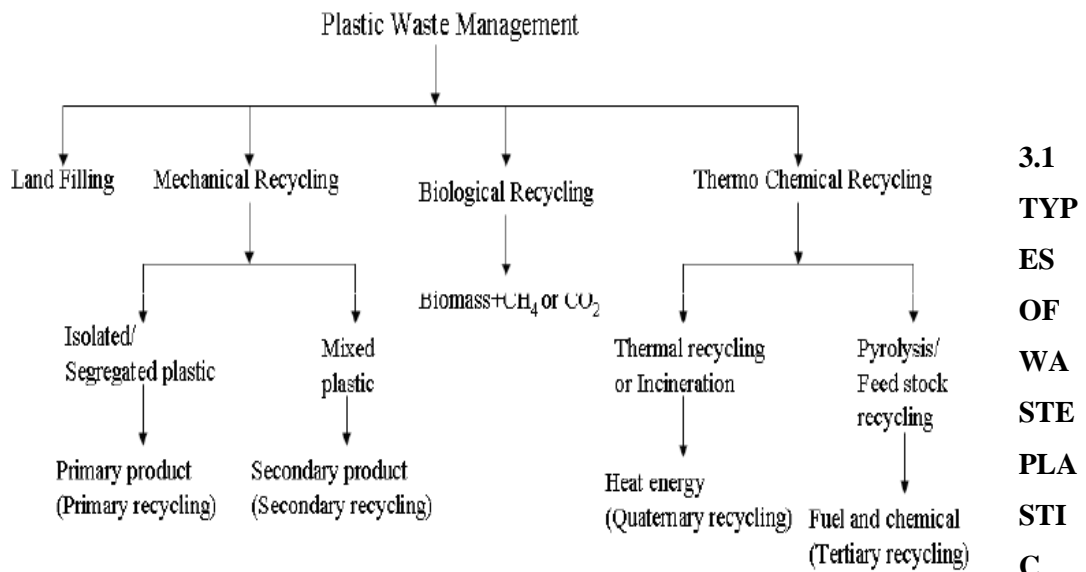 Plastic Waste Management
Land Filling
Mechanical Recycling
Biological Recycling
Thermo Chemical Recycling
Isolated/
Segregated plastic
Mixed
plastic
Biomass+CH₄ or CO₂
Thermal recycling
or Incineration
Pyrolysis/
Feed stock
recycling
Primary product
(Primary recycling)
Secondary product
(Secondary recycling)
Heat energy
(Quaternary recycling)
Fuel and chemical
(Tertiary recycling)
3.1
TYP
ES
OF
WA
STE
PLA
STI
C